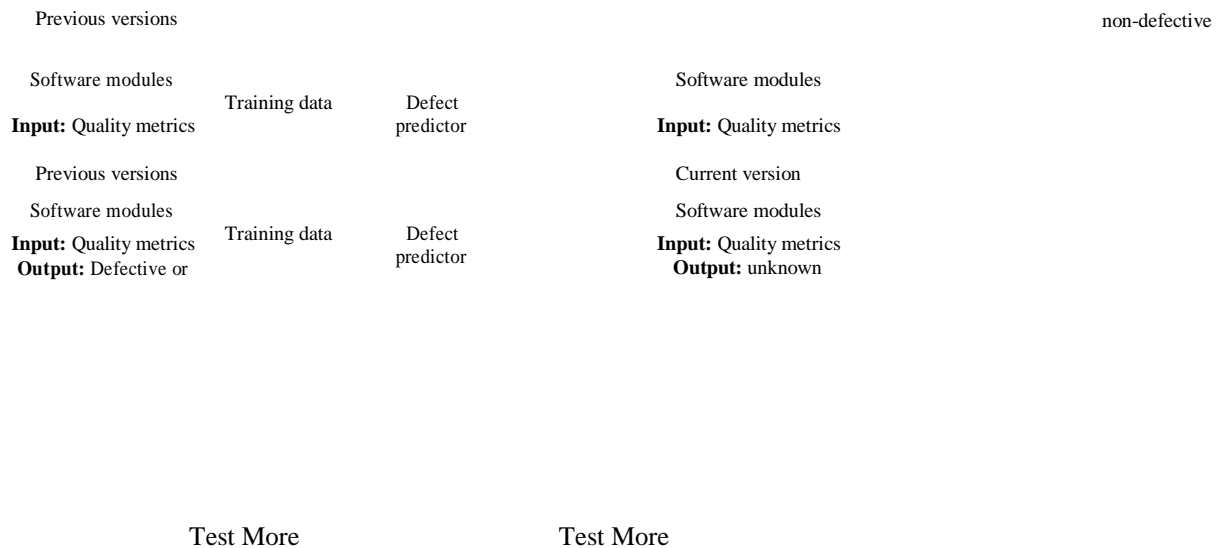 Previous versions
non-defective
Software modules
Software modules
Training data
Defect
predictor
Input: Quality metrics
Input: Quality metrics
Previous versions
Current version
Software modules
Software modules
Training data
Defect
predictor
Input: Quality metrics
Output: Defective or
Input: Quality metrics
Output: unknown
Test More
Test More